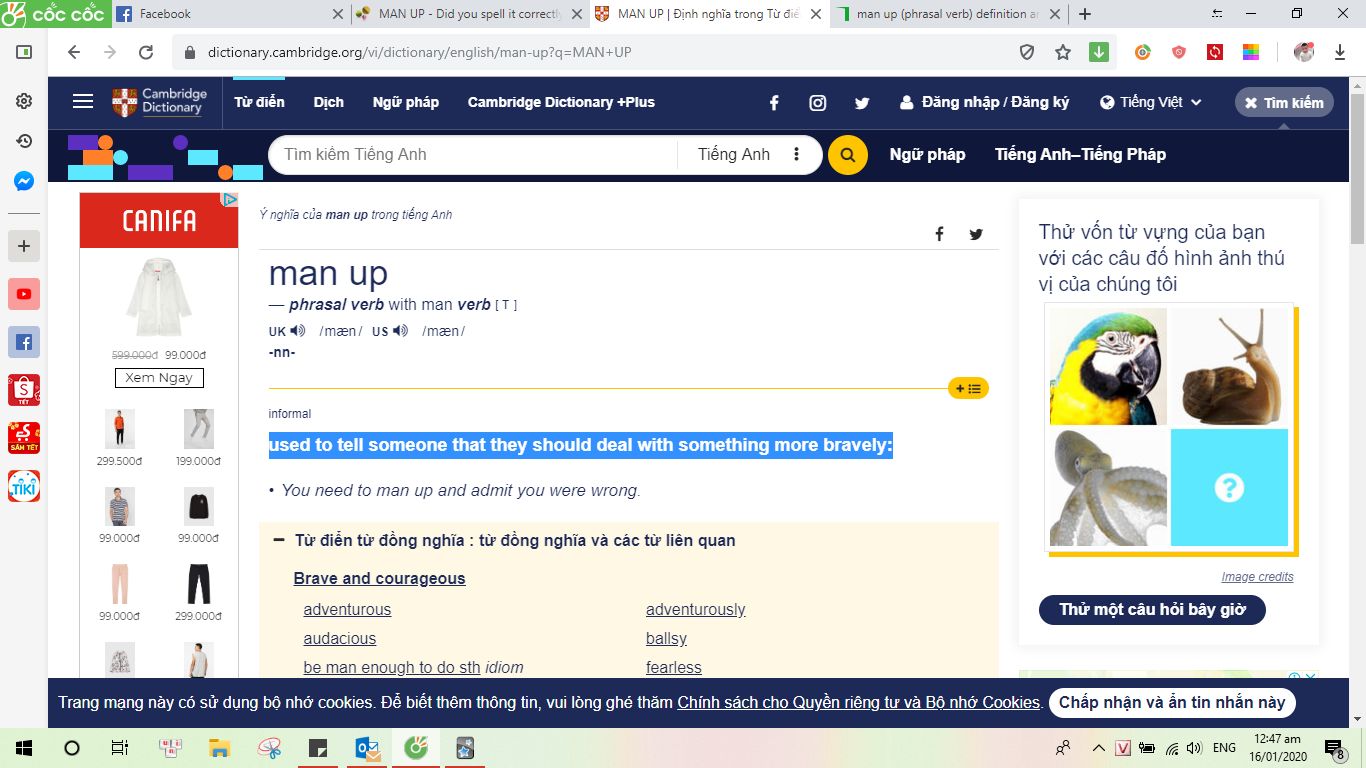 cốc cốc
Facebook
MAN UP - Did you spell it correctly
MAN UP | Định nghĩa trong Từ điể
man up (phrasal verb) definition an
dictionary.cambridge.org/vi/dictionary/english/man-up?q=MAN+UP
Cambridge
Dictionary
Từ điển
Dịch
Ngữ pháp
Cambridge Dictionary +Plus
Đăng nhập / Đăng ký
Tiếng Việt
Tìm kiếm
Tìm kiếm Tiếng Anh
Tiếng Anh
Ngữ pháp
Tiếng Anh–Tiếng Pháp
CANIFA
599.000đ 99.000đ
Xem Ngay
299.500đ 199.000đ
99.000đ 99.000đ
99.000đ 299.000đ
Ý nghĩa của man up trong tiếng Anh
man up
— phrasal verb with man verb [ T ]
UK /mæn/ US /mæn/
-nn-
informal
used to tell someone that they should deal with something more bravely:
• You need to man up and admit you were wrong.
Từ điển từ đồng nghĩa : từ đồng nghĩa và các từ liên quan
Brave and courageous
adventurous
adventurously
audacious
ballsy
be man enough to do sth idiom
fearless
Thử vốn từ vựng của bạn
với các câu đố hình ảnh thú
vị của chúng tôi
?
Image credits
Thử một câu hỏi bây giờ
TẾT
SẮM TẾT
TIKI
Trang mạng này có sử dụng bộ nhớ cookies. Để biết thêm thông tin, vui lòng ghé thăm Chính sách cho Quyền riêng tư và Bộ nhớ Cookies.
Chấp nhận và ẩn tin nhắn này
V
ENG
12:47 am
16/01/2020
8